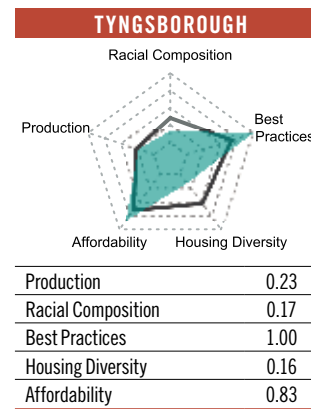 TYNGSBOROUGH
Racial Composition
Production
Best
Practices
Affordability
Housing Diversity
Production 0.23
Racial Composition 0.17
Best Practices 1.00
Housing Diversity 0.16
Affordability 0.83